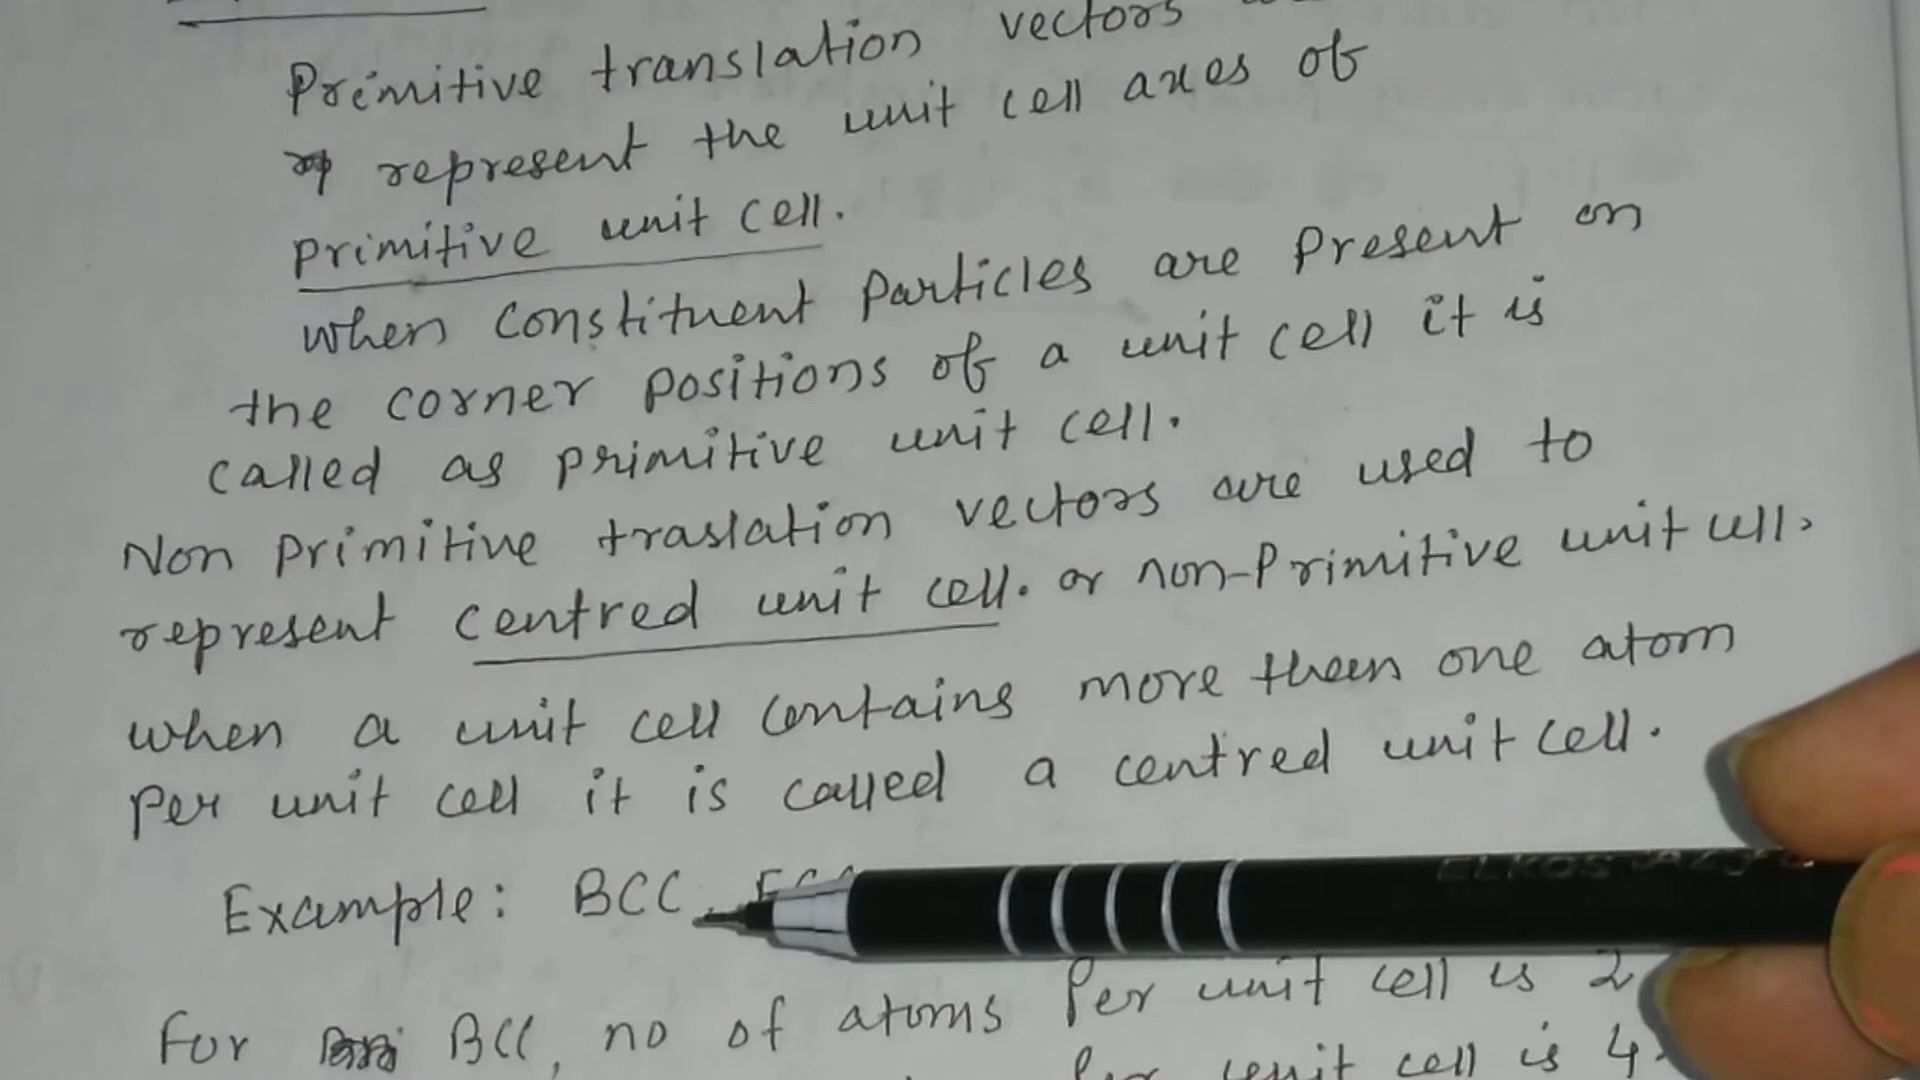 Primitive translation vectors
represent the unit cell axes of
primitive unit cell.
when constituent particles are present on
the corner positions of a unit cell it is
called as primitive unit cell.
Non primitive traslation vectors are used to
represent centred unit cell. or non-primitive unit cell.
when a unit cell contains more then one atom
per unit cell it is called a centred unit cell.
Example: BCC,
For BCC, no of atoms per unit cell is 2
per unit cell is 4.
ELKOS